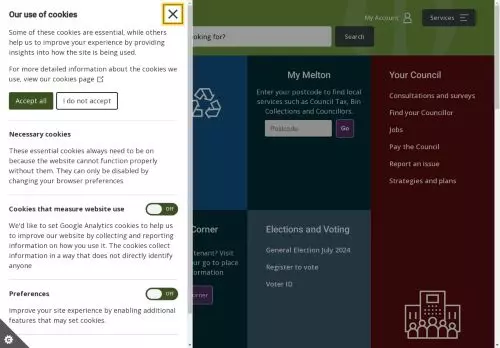 Our use of cookies
Some of these cookies are essential, while others
help us to improve your experience by providing
insights into how the site is being used.
For more detailed information about the cookies we
use, view our cookies page
Accept all
I do not accept
Necessary cookies
These essential cookies always need to be on
because the website cannot function properly
without them. They can only be disabled by
changing your browser preferences
Cookies that measure website use
Off
We'd like to set Google Analytics cookies to help us
to improve our website by collecting and reporting
information on how you use it. The cookies collect
information in a way that does not directly identify
anyone
Preferences
Off
Improve your site experience by enabling additional
features that may set cookies.
My Account
Services
oking for?
Search
My Melton
Enter your postcode to find local
services such as Council Tax, Bin
Collections and Councillors.
Postcode
Go
Your Council
Consultations and surveys
Find your Councillor
Jobs
Pay the Council
Report an issue
Strategies and plans
Corner
tenant? Visit
our go to place
formation
orner
Elections and Voting
General Election July 2024
Register to vote
Voter ID